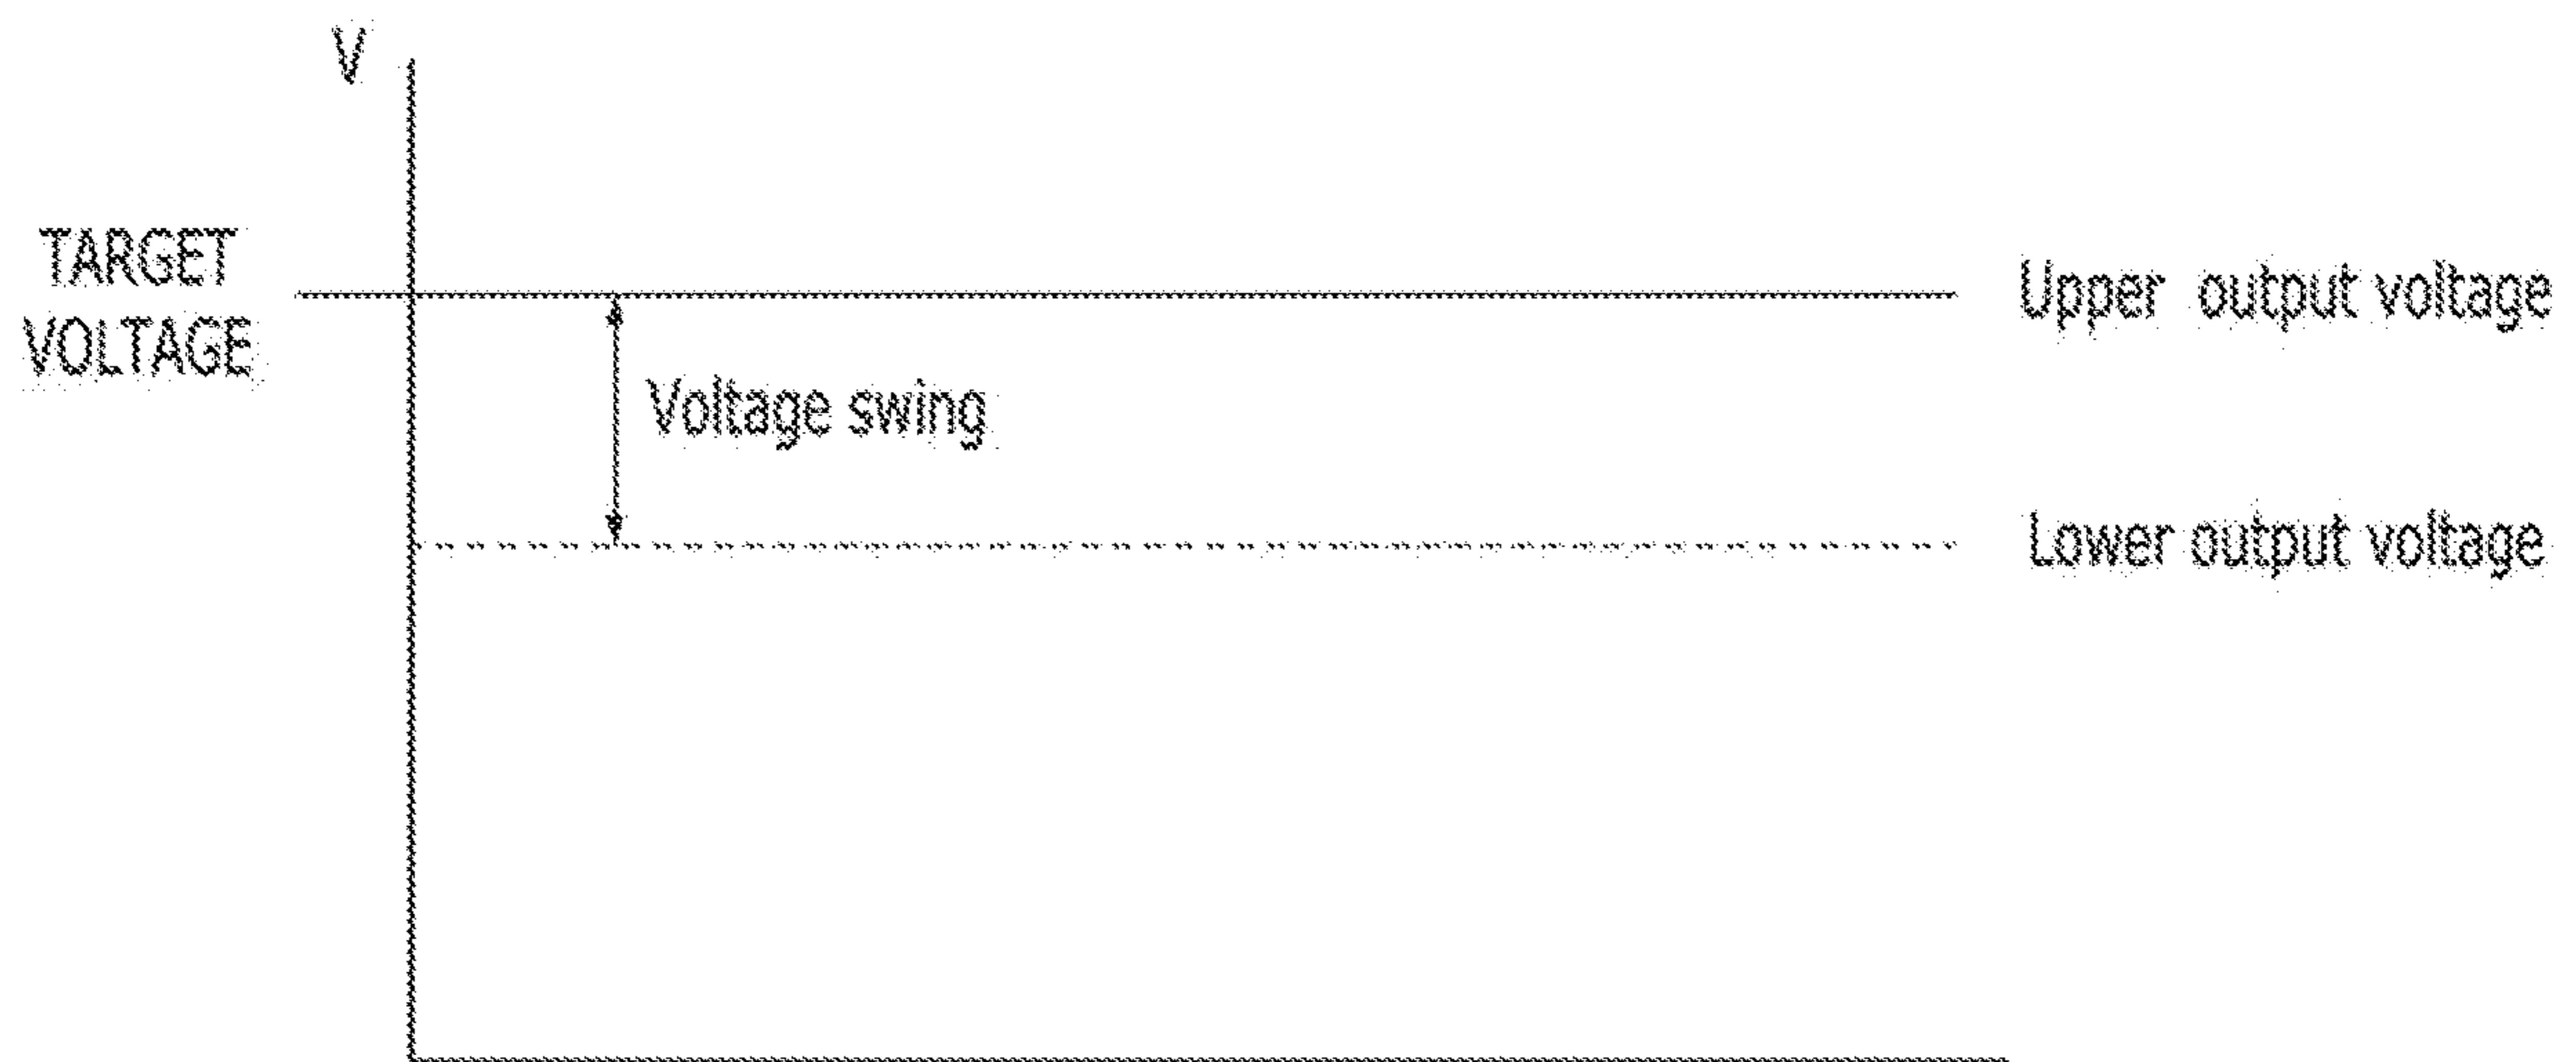 V
TARGET
VOLTAGE
Upper output voltage
Voltage swing
Lower output voltage